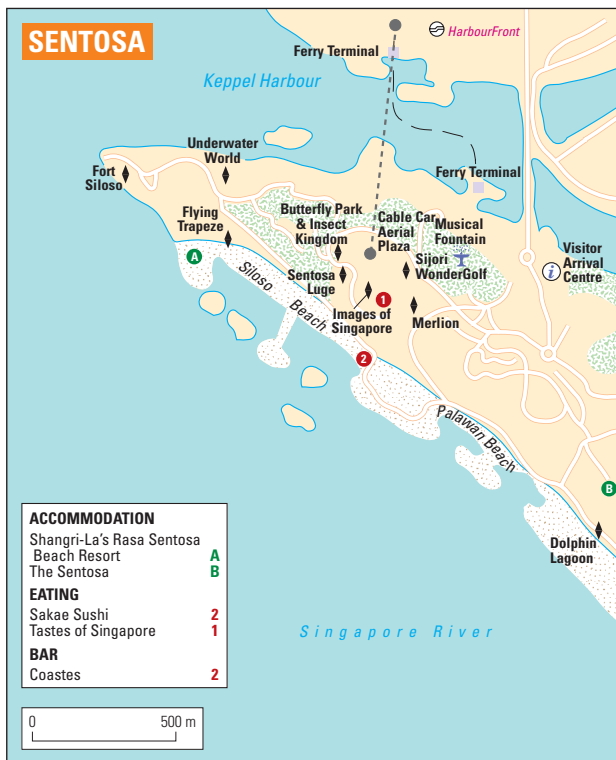 SENTOSA
HarbourFront
Ferry Terminal
Keppel Harbour
Underwater
World
Fort
Siloso
Ferry Terminal
Flying
Trapeze
Butterfly Park
& Insect
Kingdom
Cable Car
Aerial
Plaza
Musical
Fountain
Visitor
Arrival
Centre
i
A
Sijori
WonderGolf
Sentosa
Luge
Siloso Beach
1
Images of
Singapore
Merlion
2
Palawan Beach
B
Dolphin
Lagoon
ACCOMMODATION
Shangri-La's Rasa Sentosa
Beach Resort A
The Sentosa B
EATING
Sakae Sushi 2
Tastes of Singapore 1
BAR
Coastes 2
Singapore River
0 500 m